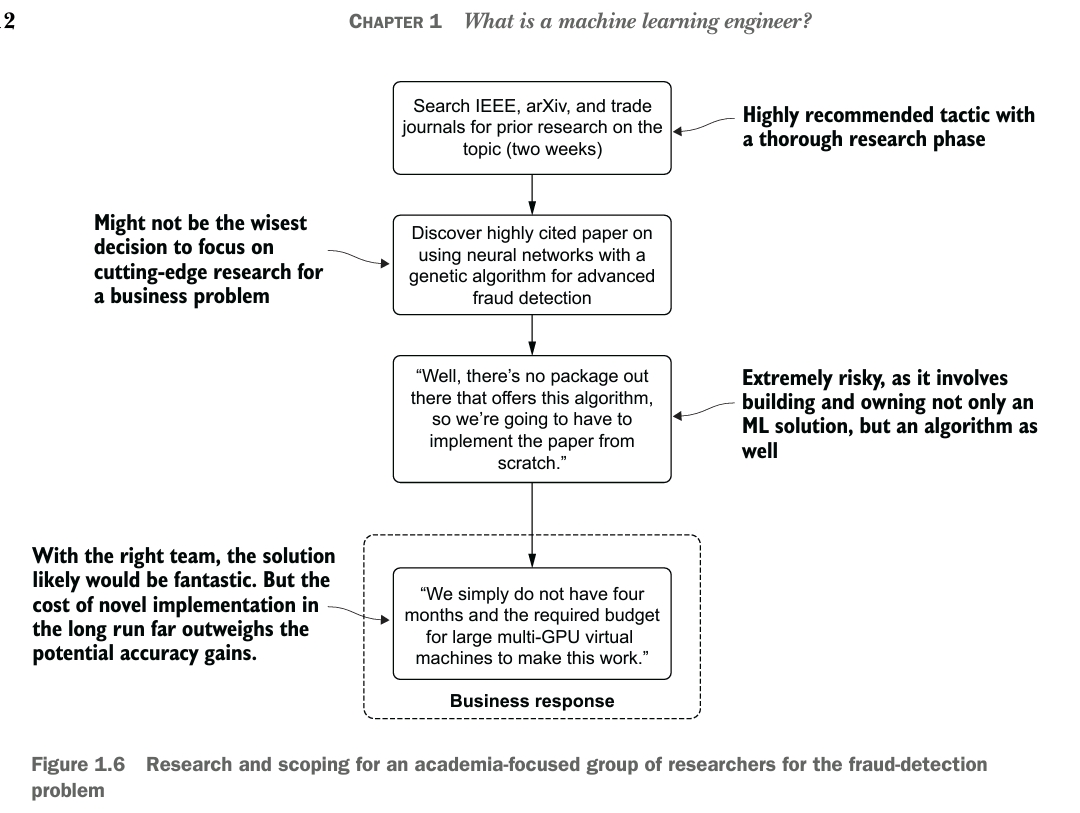 12
CHAPTER 1 What is a machine learning engineer?
Search IEEE, arXiv, and trade
journals for prior research on the
topic (two weeks)
Highly recommended tactic with
a thorough research phase
Might not be the wisest
decision to focus on
cutting-edge research for
a business problem
Discover highly cited paper on
using neural networks with a
genetic algorithm for advanced
fraud detection
“Well, there’s no package out
there that offers this algorithm,
so we’re going to have to
implement the paper from
scratch.”
Extremely risky, as it involves
building and owning not only an
ML solution, but an algorithm as
well
With the right team, the solution
likely would be fantastic. But the
cost of novel implementation in
the long run far outweighs the
potential accuracy gains.
“We simply do not have four
months and the required budget
for large multi-GPU virtual
machines to make this work.”
Business response
Figure 1.6 Research and scoping for an academia-focused group of researchers for the fraud-detection
problem